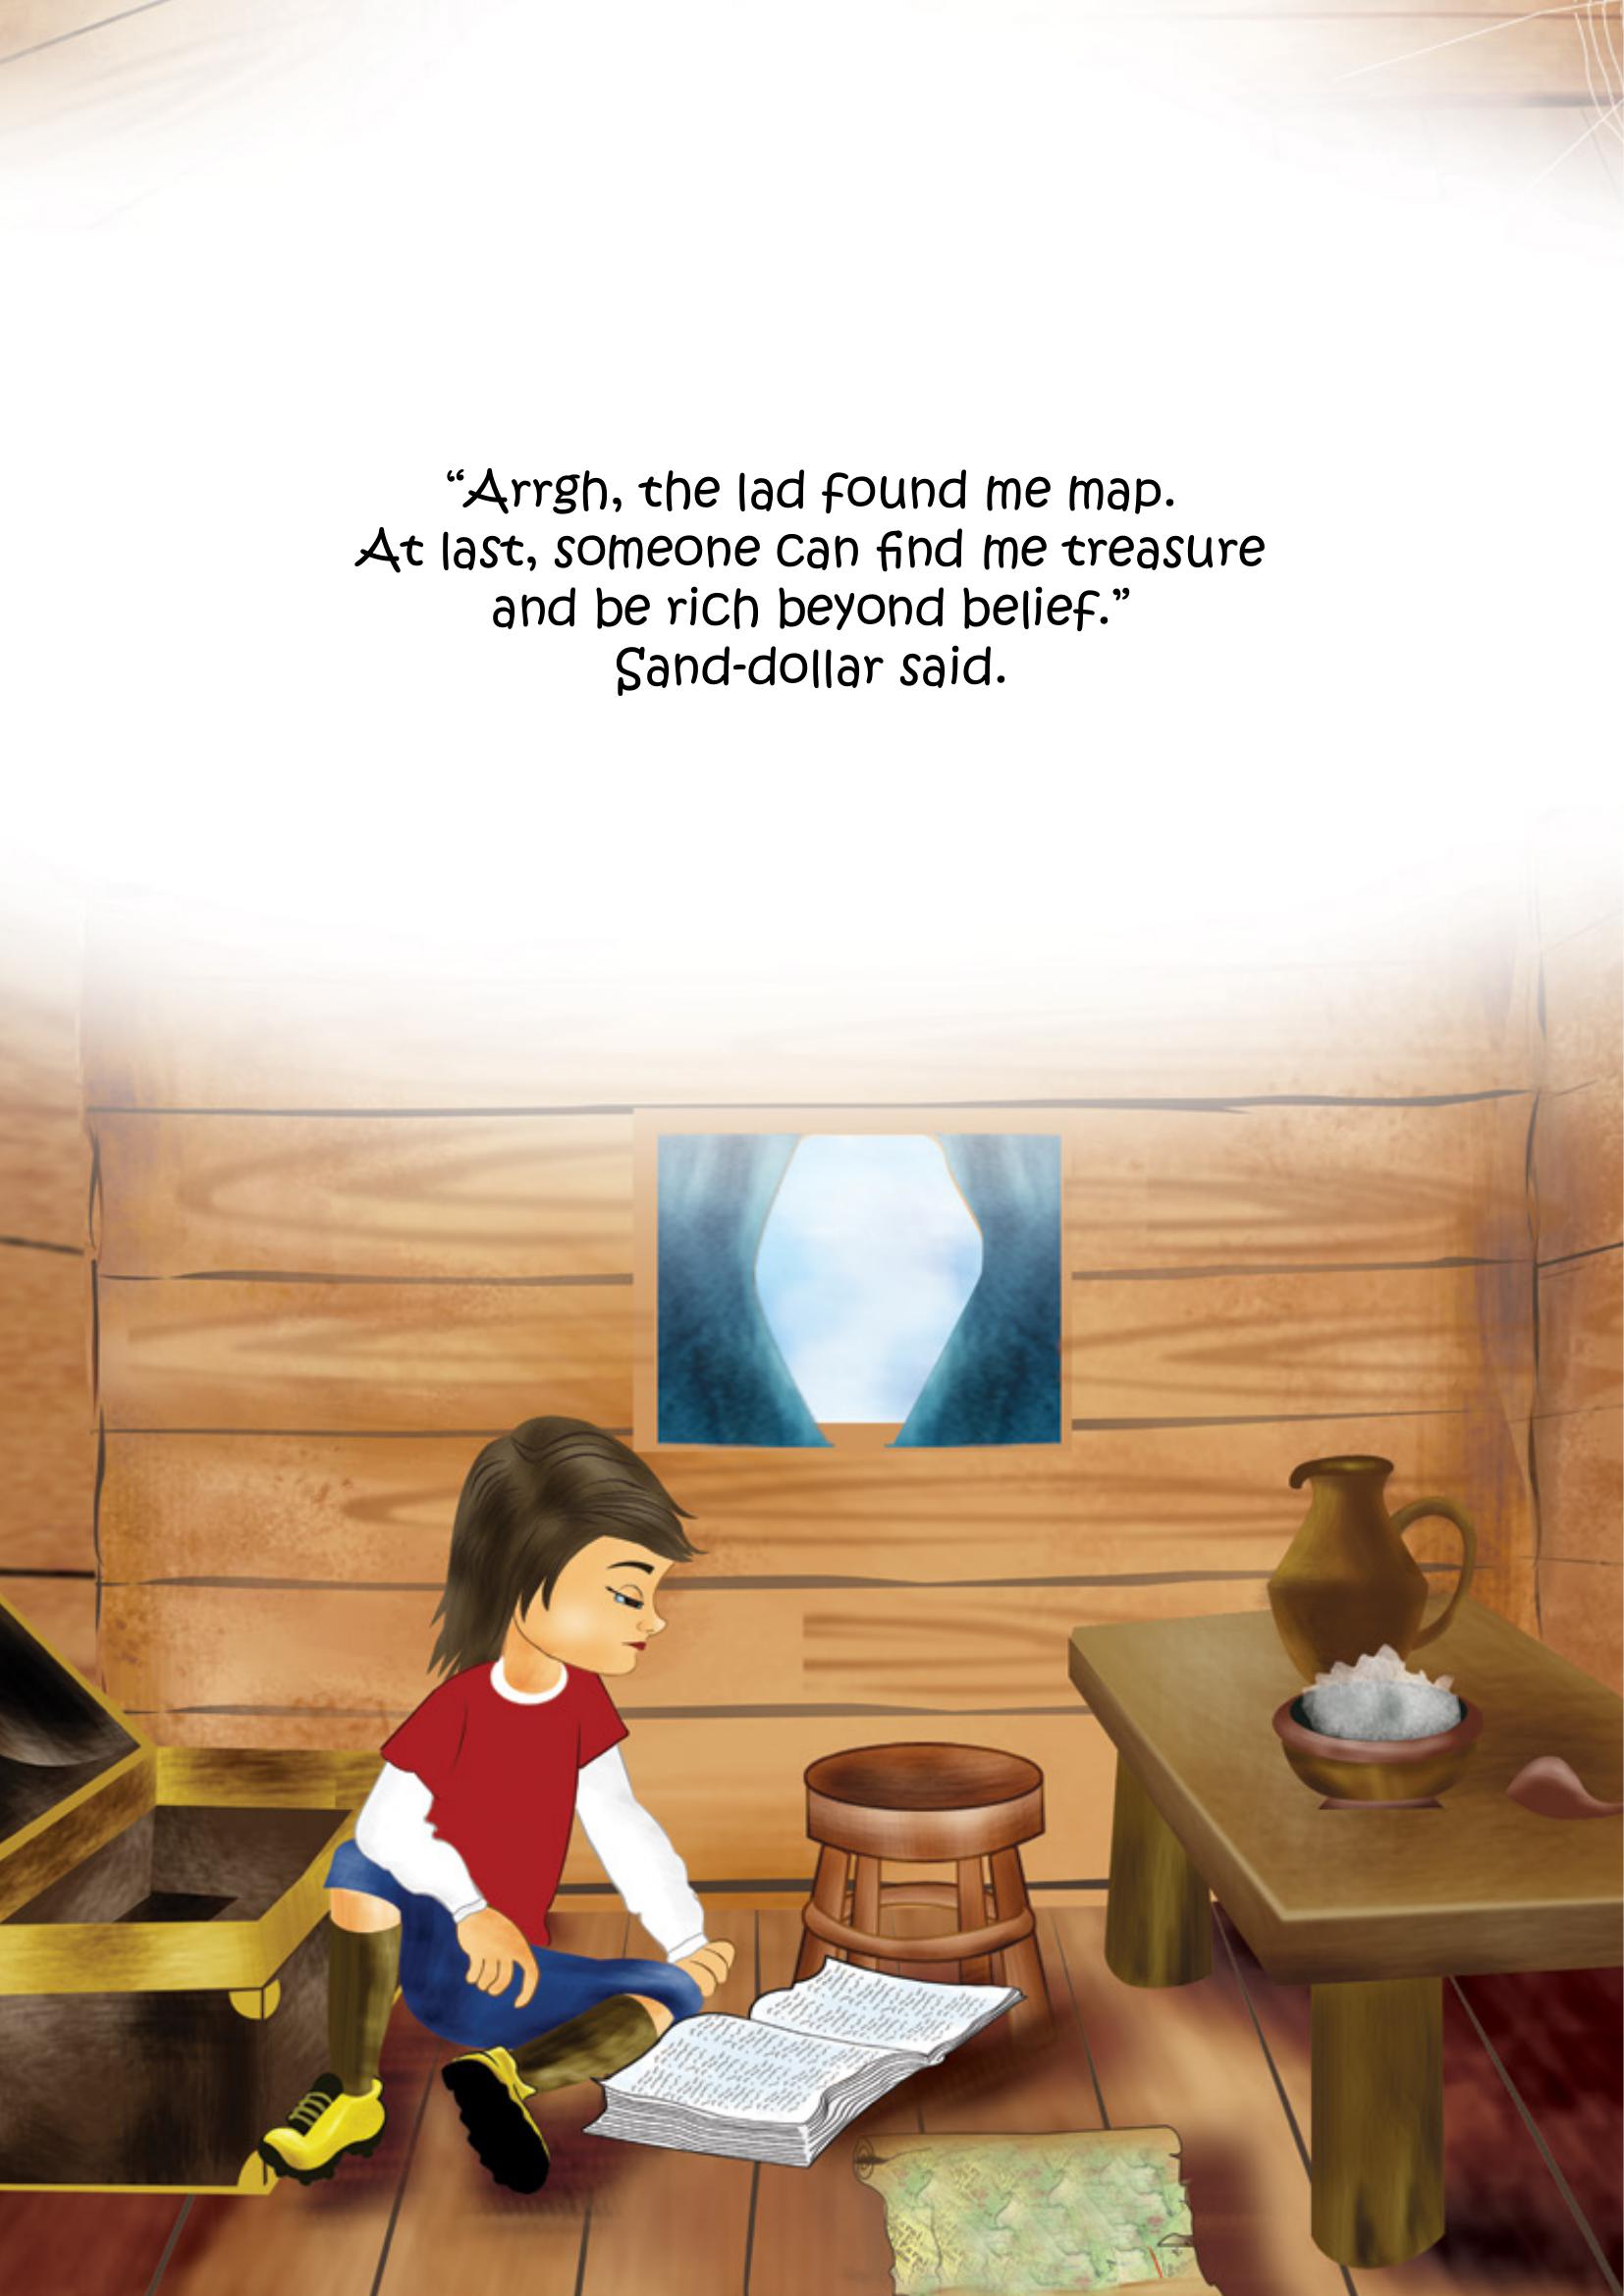 “Arrgh, the lad found me map.
At last, someone can find me treasure
and be rich beyond belief.”
Sand-dollar said.